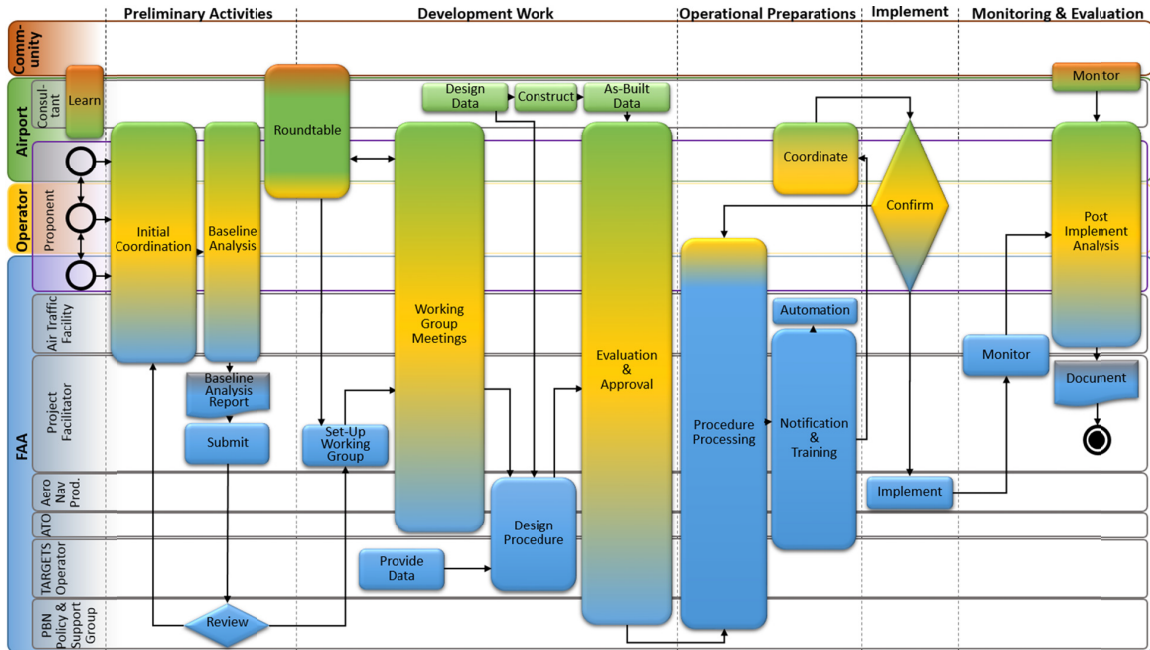 Preliminary Activities
Development Work
Operational Preparations
Implement
Monitoring & Evaluation
Comm-
unity
Airport
Consul-
tant
Operator
Proponent
FAA
Air Traffic
Facility
Project
Facilitator
Aero
Nav
Prod.
ATO
TARGETS
Operator
PBN
Policy &
Support
Group
Learn
Initial
Coordination
Baseline
Analysis
Baseline
Analysis
Report
Submit
Review
Roundtable
Set-Up
Working
Group
Design
Data
Construct
As-Built
Data
Working
Group
Meetings
Provide
Data
Design
Procedure
Evaluation
&
Approval
Procedure
Processing
Coordinate
Automation
Notification
&
Training
Confirm
Implement
Monitor
Monitor
Post
Implement
Analysis
Document